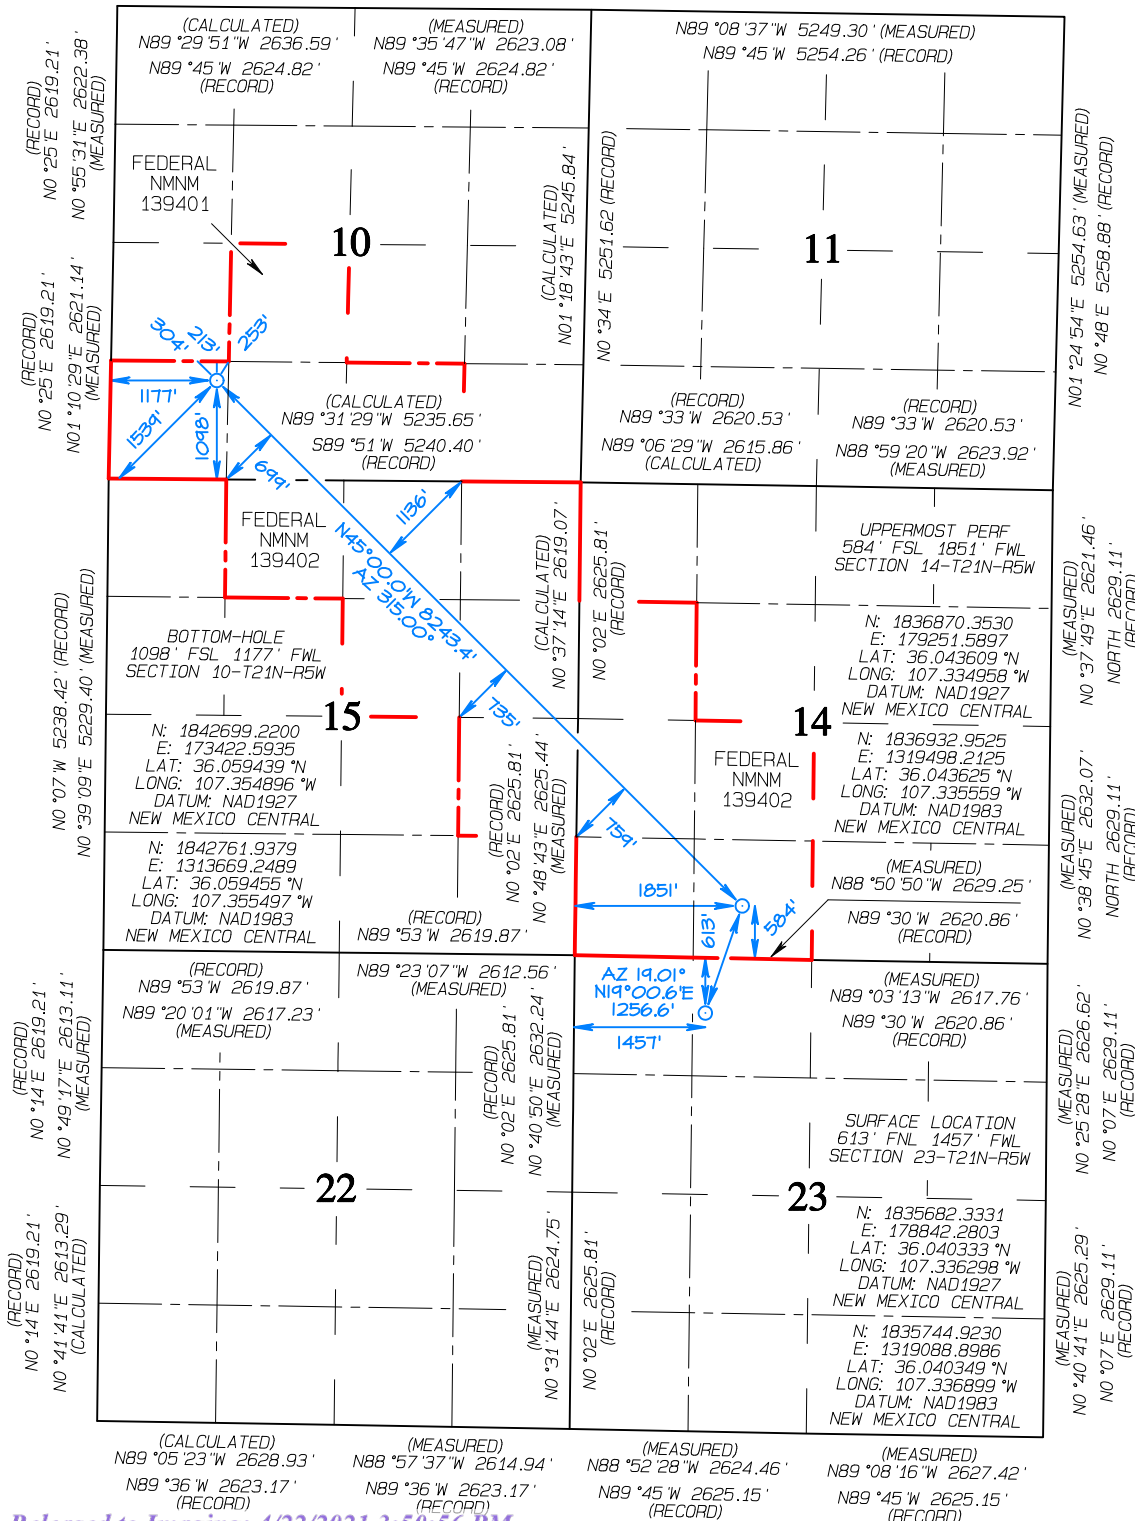 (CALCULATED)
N89°29'51"W 2636.59'
N89°45'W 2624.82'
(RECORD)
(MEASURED)
N89°35'47"W 2623.08'
N89°45'W 2624.82'
(RECORD)
N89°08'37"W 5249.30' (MEASURED)
N89°45'W 5254.26' (RECORD)
(RECORD)
N0°25'E 2619.21'
N0°55'31"E 2622.38'
(MEASURED)
FEDERAL
NMNM
139401
10
(CALCULATED)
N01°18'43"E 5245.84'
N0°34'E 5251.62 (RECORD)
11
N01°24'54"E 5254.63' (MEASURED)
N0°48'E 5258.88' (RECORD)
(RECORD)
N0°25'E 2619.21'
N01°10'29"E 2621.14'
(MEASURED)
304'
213'
253'
1177'
1539'
1098'
699'
(CALCULATED)
N89°31'29"W 5235.65'
S89°51'W 5240.40'
(RECORD)
(RECORD)
N89°33'W 2620.53'
N89°06'29"W 2615.86'
(CALCULATED)
(RECORD)
N89°33'W 2620.53'
N88°59'20"W 2623.92'
(MEASURED)
FEDERAL
NMNM
139402
1136'
N45°00.0'W 8243.4'
AZ 315.00°
(CALCULATED)
N0°37'14"E 2619.07'
N0°02'E 2625.81'
(RECORD)
UPPERMOST PERF
584' FSL 1851' FWL
SECTION 14-T21N-R5W
N: 1836870.3530
E: 179251.5897
LAT: 36.043609°N
LONG: 107.334958°W
DATUM: NAD1927
NEW MEXICO CENTRAL
(MEASURED)
N0°37'49"E 2621.46'
NORTH 2629.11'
(RECORD)
N0°07'W 5238.42' (RECORD)
N0°39'09"E 5229.40' (MEASURED)
BOTTOM-HOLE
1098' FSL 1177' FWL
SECTION 10-T21N-R5W
15
735'
14
N: 1842699.2200
E: 173422.5935
LAT: 36.059439°N
LONG: 107.354896°W
DATUM: NAD1927
NEW MEXICO CENTRAL
N: 1842761.9379
E: 1313669.2489
LAT: 36.059455°N
LONG: 107.355497°W
DATUM: NAD1983
NEW MEXICO CENTRAL
(RECORD)
N0°02'E 2625.81'
N0°48'43"E 2625.44'
(MEASURED)
FEDERAL
NMNM
139402
N: 1836932.9525
E: 1319498.2125
LAT: 36.043625°N
LONG: 107.335559°W
DATUM: NAD1983
NEW MEXICO CENTRAL
(MEASURED)
N0°38'45"E 2632.07'
NORTH 2629.11'
(RECORD)
759'
1851'
613'
584'
(MEASURED)
N88°50'50"W 2629.25'
N89°30'W 2620.86'
(RECORD)
(RECORD)
N89°53'W 2619.87'
(RECORD)
N89°53'W 2619.87'
N89°20'01"W 2617.23'
(MEASURED)
N89°23'07"W 2612.56'
(MEASURED)
AZ 19.01°
N19°00.6'E
1256.6'
1457'
(MEASURED)
N89°03'13"W 2617.76'
N89°30'W 2620.86'
(RECORD)
(RECORD)
N0°14'E 2619.21'
N0°49'17"E 2613.11'
(MEASURED)
(RECORD)
N0°02'E 2625.81'
N0°40'50"E 2632.24'
(MEASURED)
(MEASURED)
N0°25'28"E 2626.62'
N0°07'E 2629.11'
(RECORD)
SURFACE LOCATION
613' FNL 1457' FWL
SECTION 23-T21N-R5W
22
23
N: 1835682.3331
E: 178842.2803
LAT: 36.040333°N
LONG: 107.336298°W
DATUM: NAD1927
NEW MEXICO CENTRAL
N: 1835744.9230
E: 1319088.8986
LAT: 36.040349°N
LONG: 107.336899°W
DATUM: NAD1983
NEW MEXICO CENTRAL
(RECORD)
N0°14'E 2619.21'
N0°41'41"E 2613.29'
(CALCULATED)
(MEASURED)
N0°31'44"E 2624.75'
N0°02'E 2625.81'
(RECORD)
(MEASURED)
N0°40'41"E 2625.29'
N0°07'E 2629.11'
(RECORD)
(CALCULATED)
N89°05'23"W 2628.93'
N89°36'W 2623.17'
(RECORD)
(MEASURED)
N88°57'37"W 2614.94'
N89°36'W 2623.17'
(RECORD)
(MEASURED)
N88°52'28"W 2624.46'
N89°45'W 2625.15'
(RECORD)
(MEASURED)
N89°08'16"W 2627.42'
N89°45'W 2625.15'
(RECORD)
Released to Imaging: 4/22/2021 3:50:56 PM